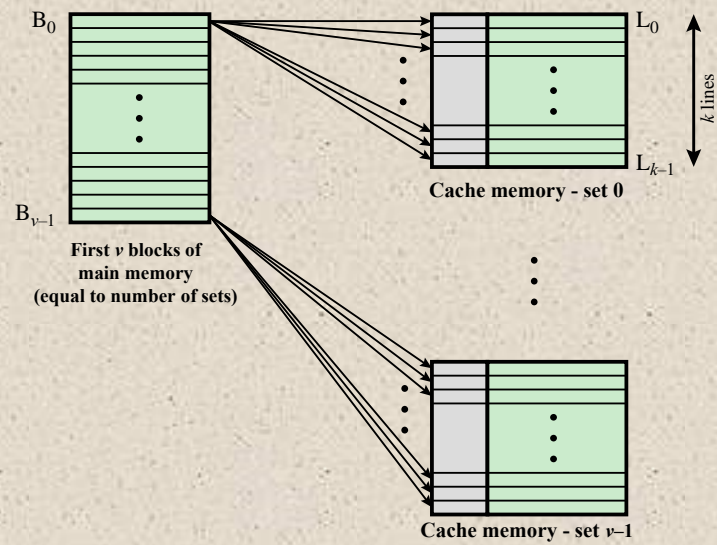 B0
L0
k lines
Lk–1
Cache memory - set 0
Bv–1
First v blocks of
main memory
(equal to number of sets)
Cache memory - set v–1